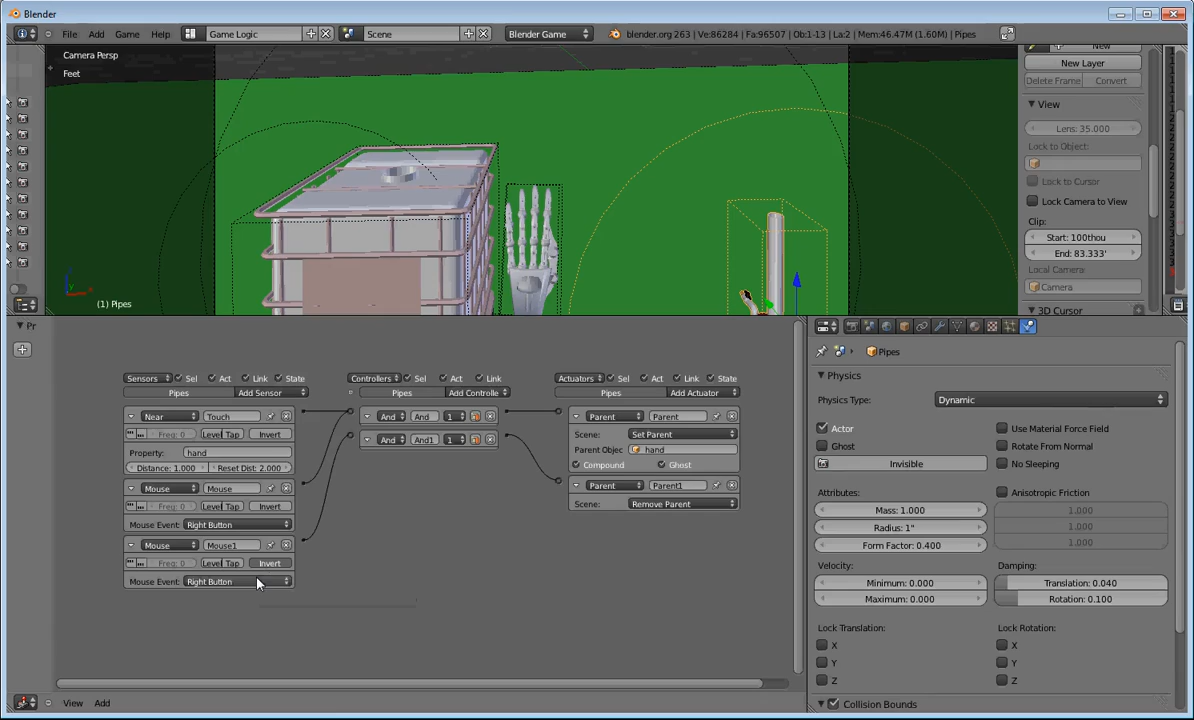 Blender
File Add Game Help Game Logic Scene Blender Game blender.org 263 | Ve:86284 | Fa:96507 | Ob:1-13 | La:2 | Mem:46.47M (1.60M) | Pipes
Camera Persp
Feet
(1) Pipes
New
New Layer
Delete Frame Convert
View
Lens: 35.000
Lock to Object:
Lock to Cursor
Lock Camera to View
Clip:
Start: 100thou
End: 83.333'
Local Camera:
Camera
3D Cursor
Pr
Sensors Sel Act Link State
Pipes Add Sensor
Near Touch
Freq: 0 Level Tap Invert
Property: hand
Distance: 1.000 Reset Dist: 2.000
Mouse Mouse
Freq: 0 Level Tap Invert
Mouse Event: Right Button
Mouse Mouse1
Freq: 0 Level Tap Invert
Mouse Event: Right Button
Controllers Sel Act Link
Pipes Add Controlle
And And 1
And And1 1
Actuators Sel Act Link State
Pipes Add Actuator
Parent Parent
Scene: Set Parent
Parent Objec hand
Compound Ghost
Parent Parent1
Scene: Remove Parent
View Add
Pipes
Physics
Physics Type: Dynamic
Actor Use Material Force Field
Ghost Rotate From Normal
Invisible No Sleeping
Attributes: Anisotropic Friction
Mass: 1.000 1.000
Radius: 1" 1.000
Form Factor: 0.400 1.000
Velocity: Damping:
Minimum: 0.000 Translation: 0.040
Maximum: 0.000 Rotation: 0.100
Lock Translation: Lock Rotation:
X X
Y Y
Z Z
Collision Bounds